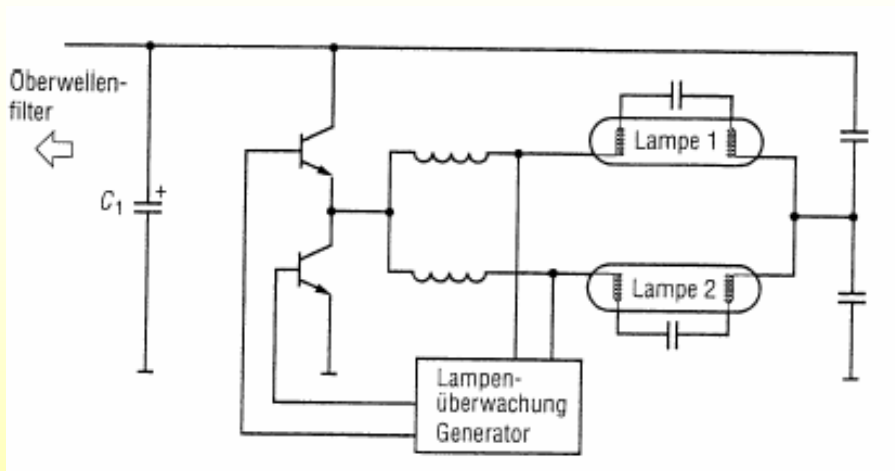 Oberwellen-
filter
C1
+
Lampe 1
Lampe 2
Lampen-
überwachung
Generator